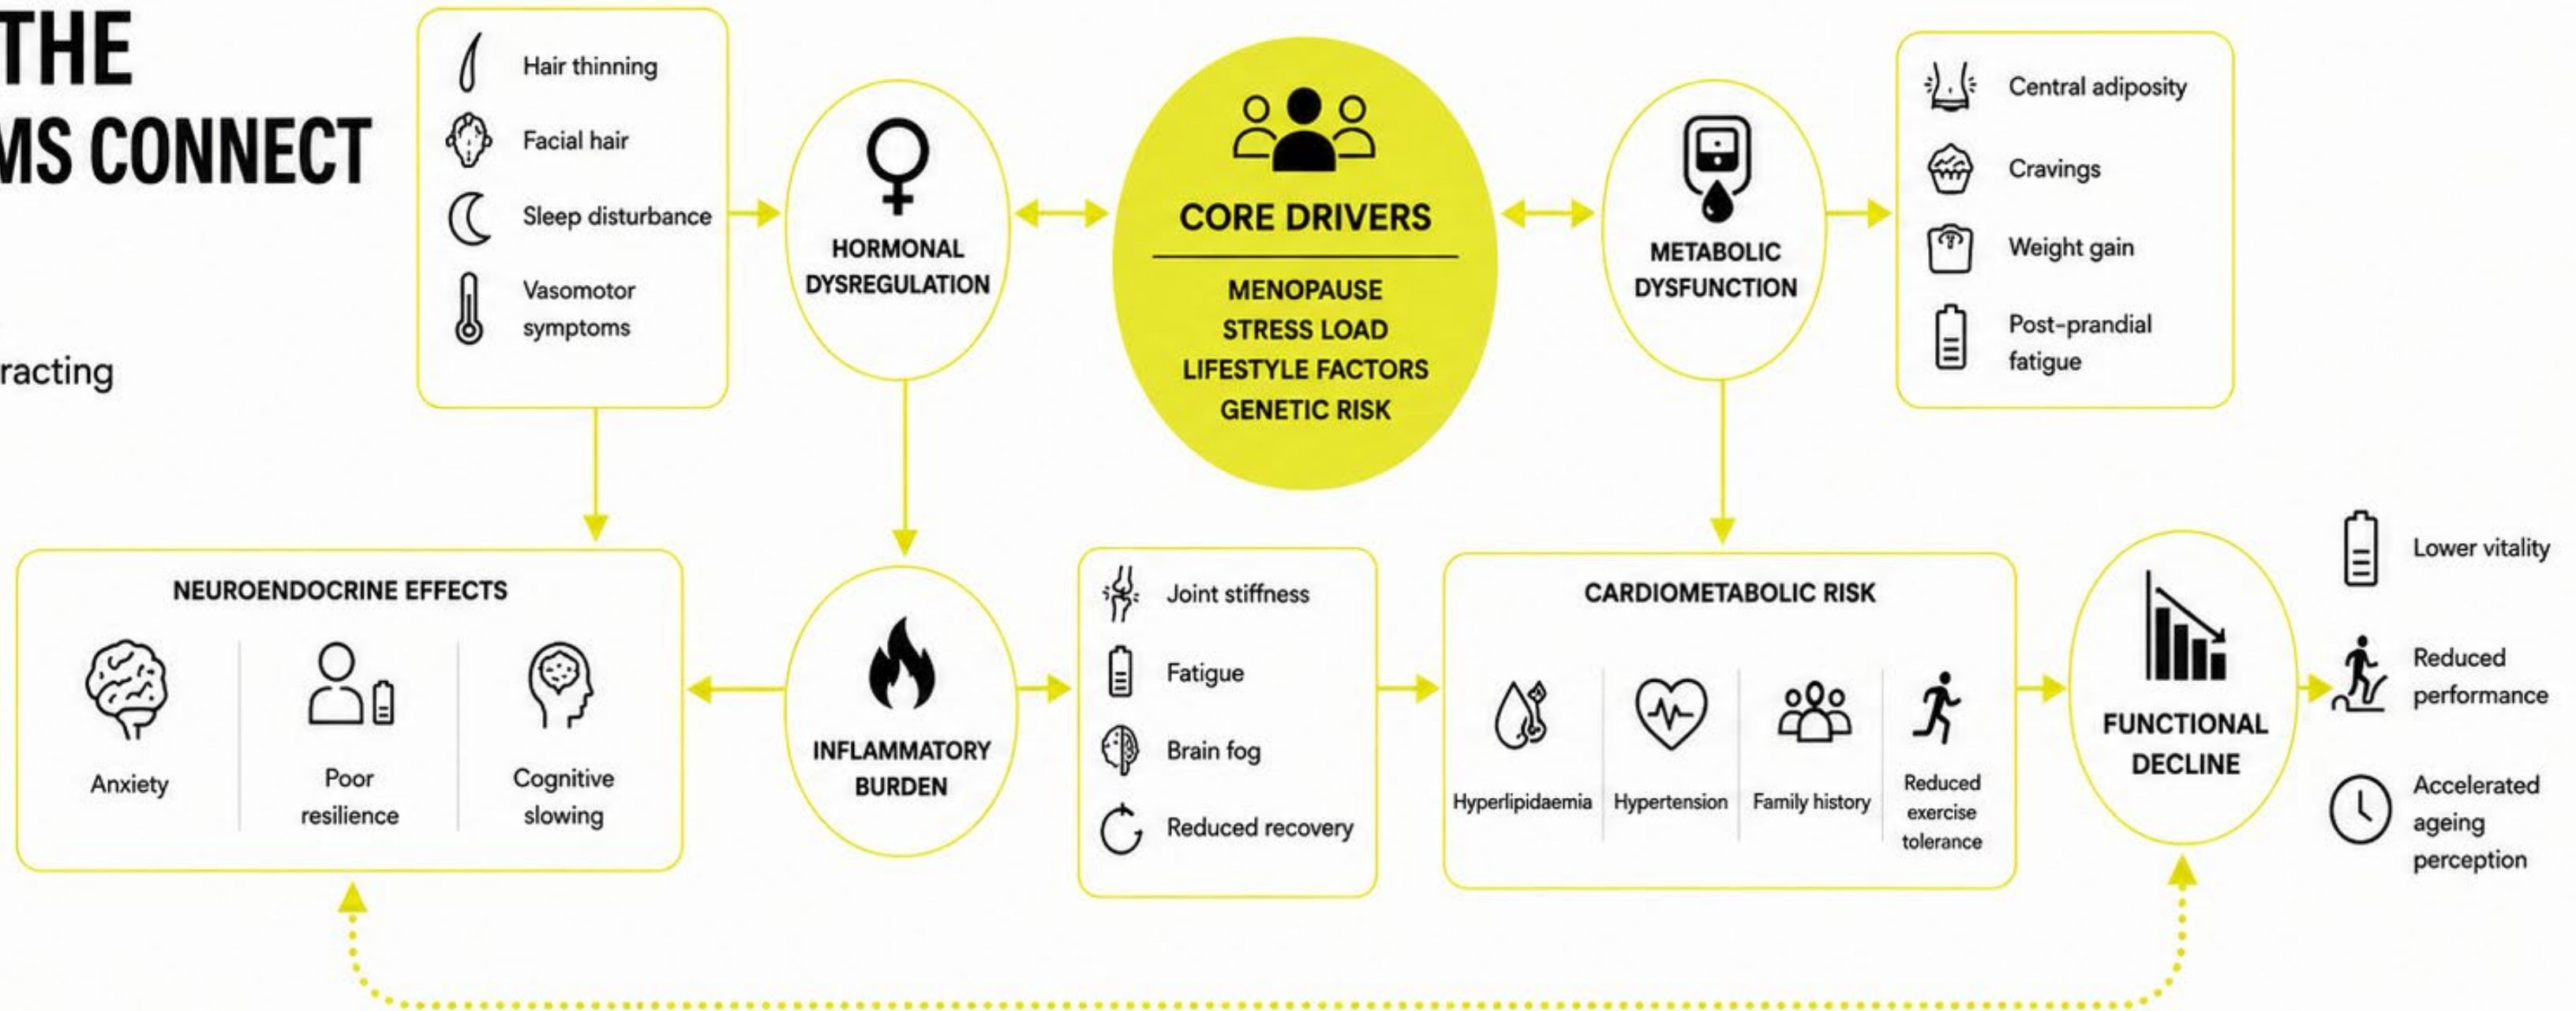 THE
MS CONNECT
racting
Hair thinning
Facial hair
Sleep disturbance
Vasomotor
symptoms
HORMONAL
DYSREGULATION
CORE DRIVERS
MENOPAUSE
STRESS LOAD
LIFESTYLE FACTORS
GENETIC RISK
METABOLIC
DYSFUNCTION
Central adiposity
Cravings
Weight gain
Post-prandial
fatigue
NEUROENDOCRINE EFFECTS
Anxiety
Poor
resilience
Cognitive
slowing
INFLAMMATORY
BURDEN
Joint stiffness
Fatigue
Brain fog
Reduced recovery
CARDIOMETABOLIC RISK
Hyperlipidaemia
Hypertension
Family history
Reduced
exercise
tolerance
FUNCTIONAL
DECLINE
Lower vitality
Reduced
performance
Accelerated
ageing
perception